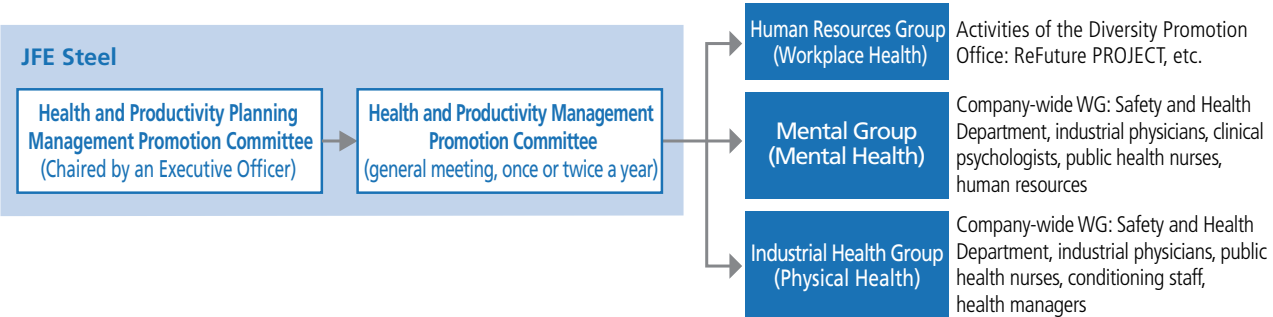 JFE Steel
Health and Productivity Planning
Management Promotion Committee
(Chaired by an Executive Officer)
Health and Productivity Management
Promotion Committee
(general meeting, once or twice a year)
Human Resources Group
(Workplace Health)
Activities of the Diversity Promotion
Office: ReFuture PROJECT, etc.
Mental Group
(Mental Health)
Company-wide WG: Safety and Health
Department, industrial physicians, clinical
psychologists, public health nurses,
human resources
Industrial Health Group
(Physical Health)
Company-wide WG: Safety and Health
Department, industrial physicians, public
health nurses, conditioning staff,
health managers